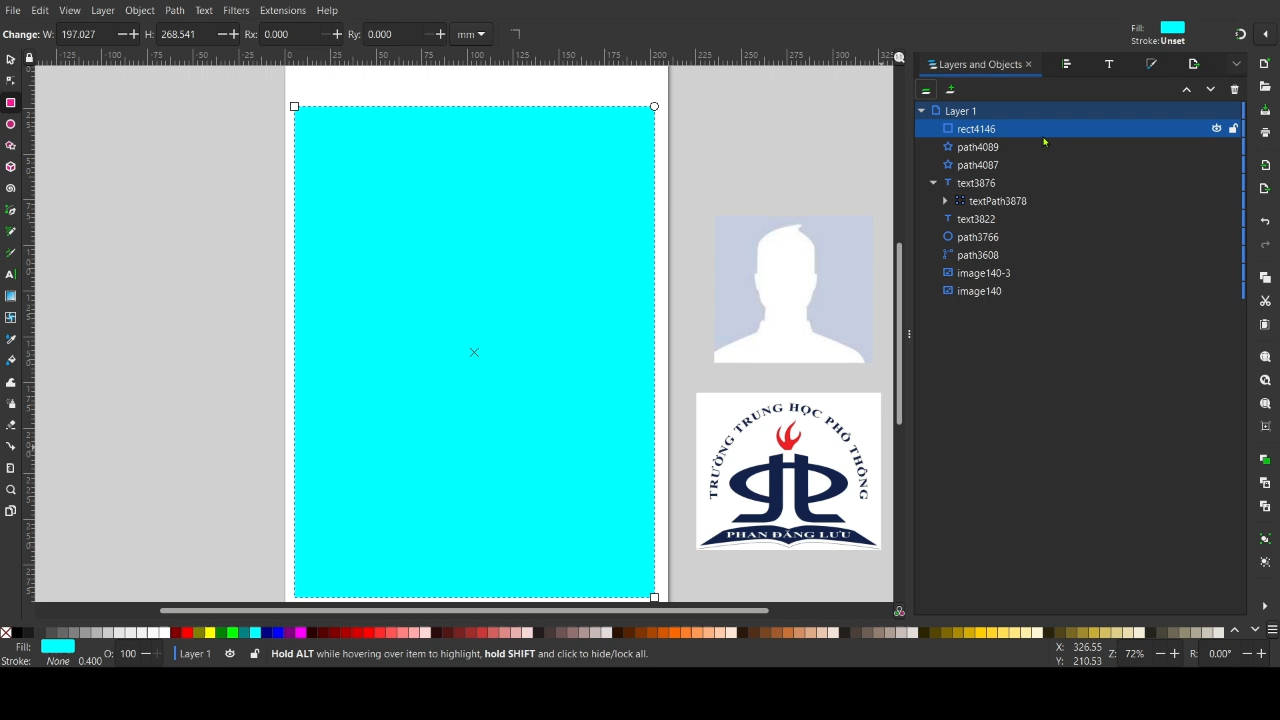 File Edit View Layer Object Path Text Filters Extensions Help
Change: W: 197.027 H: 268.541 Rx: 0.000 Ry: 0.000 mm
Fill:
Stroke: Unset
Layers and Objects
Layer 1
rect4146
path4089
path4087
text3876
textPath3878
text3822
path3766
path3608
image140-3
image140
TRƯỜNG TRUNG HỌC PHỔ THÔNG
PHAN ĐĂNG LƯU
Fill:
Stroke: None 0.400
O: 100
Layer 1
Hold ALT while hovering over item to highlight, hold SHIFT and click to hide/lock all.
X: 326.55
Y: 210.53
Z: 72%
R: 0.00°